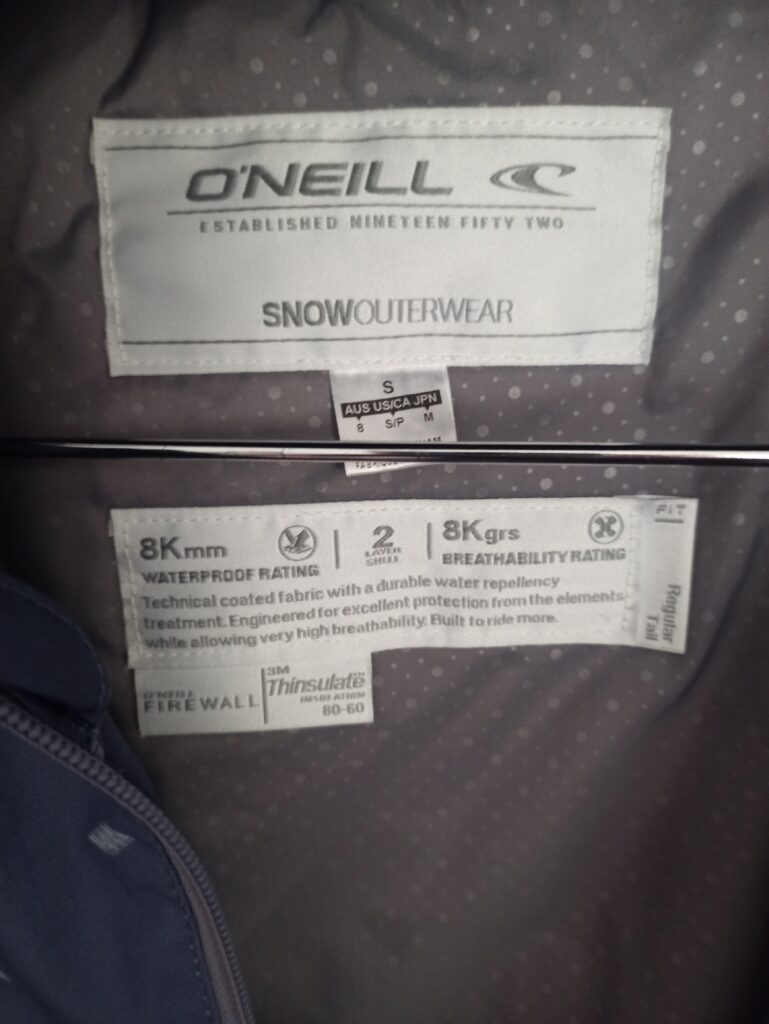 O'NEILL
ESTABLISHED NINETEEN FIFTY TWO
SNOWOUTERWEAR
S
AUS US/CA JPN
8 S/P M
8Kmm
WATERPROOF RATING
2
LAYER
SHELL
8Kgrs
BREATHABILITY RATING
Technical coated fabric with a durable water repellency
treatment. Engineered for excellent protection from the elements
while allowing very high breathability. Built to ride more.
FIT
Regular
Tall
O'NEILL
FIREWALL
3M
Thinsulate
INSULATION
80-60